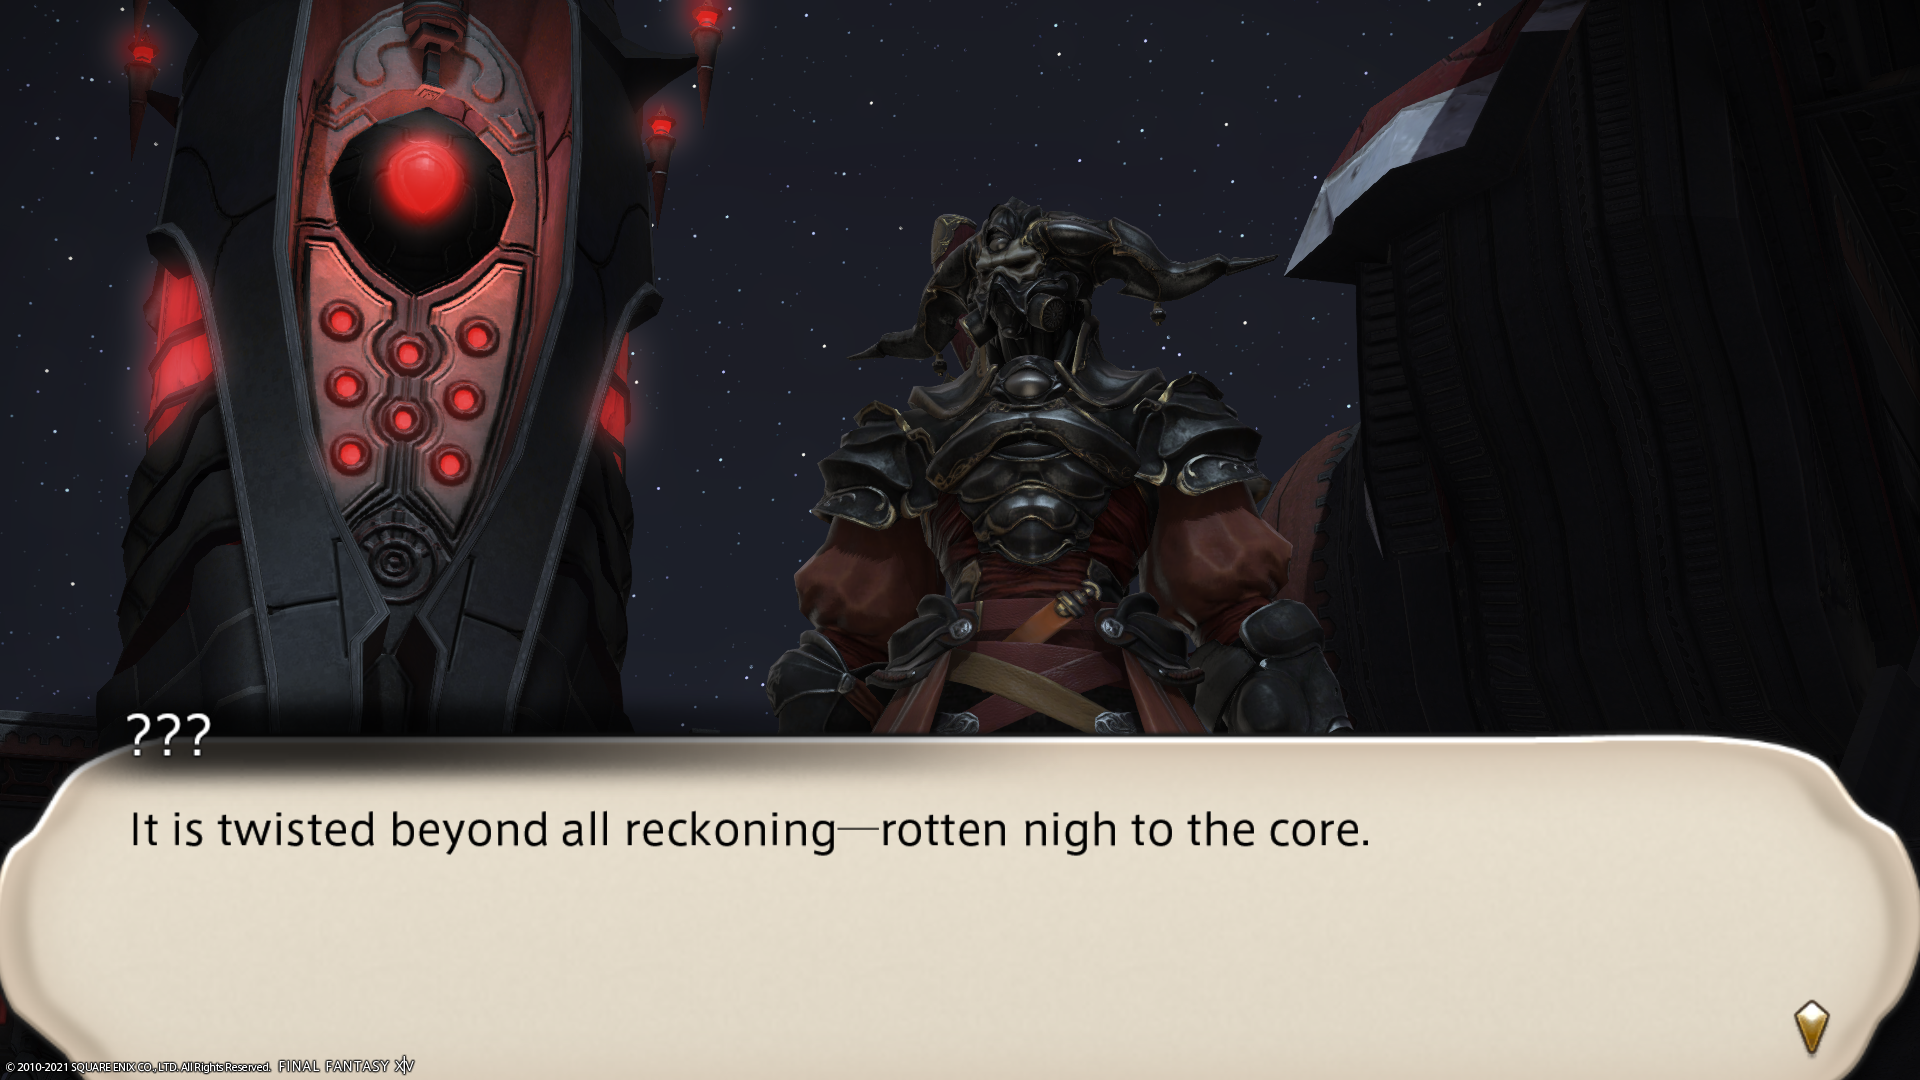 ???
It is twisted beyond all reckoning—rotten nigh to the core.
© 2010-2021 SQUARE ENIX CO., LTD. All Rights Reserved. FINAL FANTASY XIV